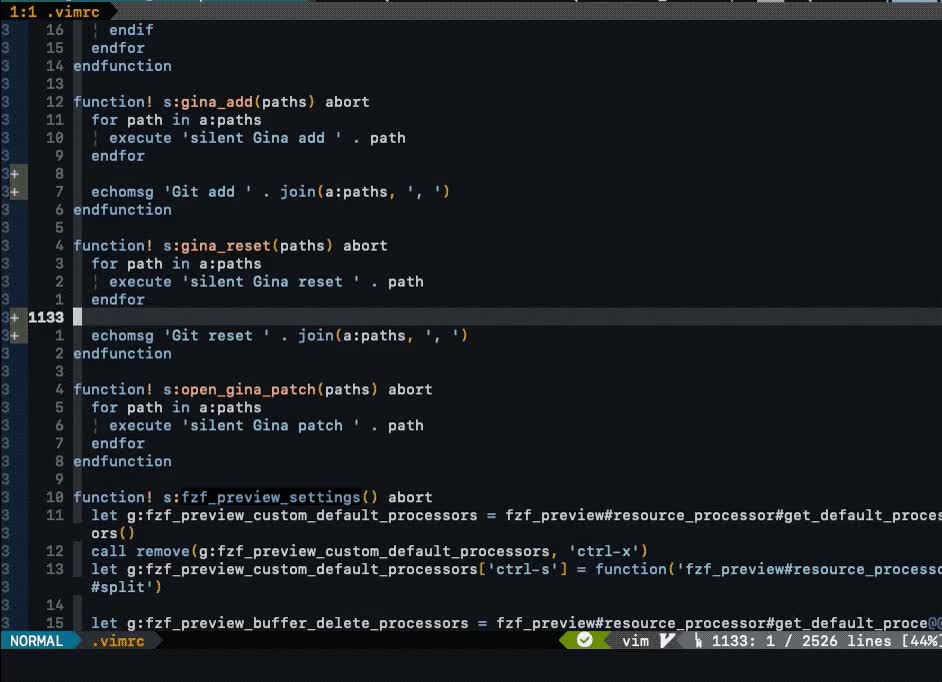 1:1 .vimrc
3 16 ¦ endif
3 15 endfor
3 14 endfunction
3 13
3 12 function! s:gina_add(paths) abort
3 11 for path in a:paths
3 10 ¦ execute 'silent Gina add ' . path
3 9 endfor
3+ 8
3+ 7 echomsg 'Git add ' . join(a:paths, ', ')
3 6 endfunction
3 5
3 4 function! s:gina_reset(paths) abort
3 3 for path in a:paths
3 2 ¦ execute 'silent Gina reset ' . path
3 1 endfor
3+ 1133
3+ 1 echomsg 'Git reset ' . join(a:paths, ', ')
3 2 endfunction
3 3
3 4 function! s:open_gina_patch(paths) abort
3 5 for path in a:paths
3 6 ¦ execute 'silent Gina patch ' . path
3 7 endfor
3 8 endfunction
3 9
3 10 function! s:fzf_preview_settings() abort
3 11 let g:fzf_preview_custom_default_processors = fzf_preview#resource_processor#get_default_proces
3 ors()
3 12 call remove(g:fzf_preview_custom_default_processors, 'ctrl-x')
3 13 let g:fzf_preview_custom_default_processors['ctrl-s'] = function('fzf_preview#resource_processo
3 #split')
3 14
3 15 let g:fzf_preview_buffer_delete_processors = fzf_preview#resource_processor#get_default_proce@@
NORMAL .vimrc vim 1133: 1 / 2526 lines [44%]